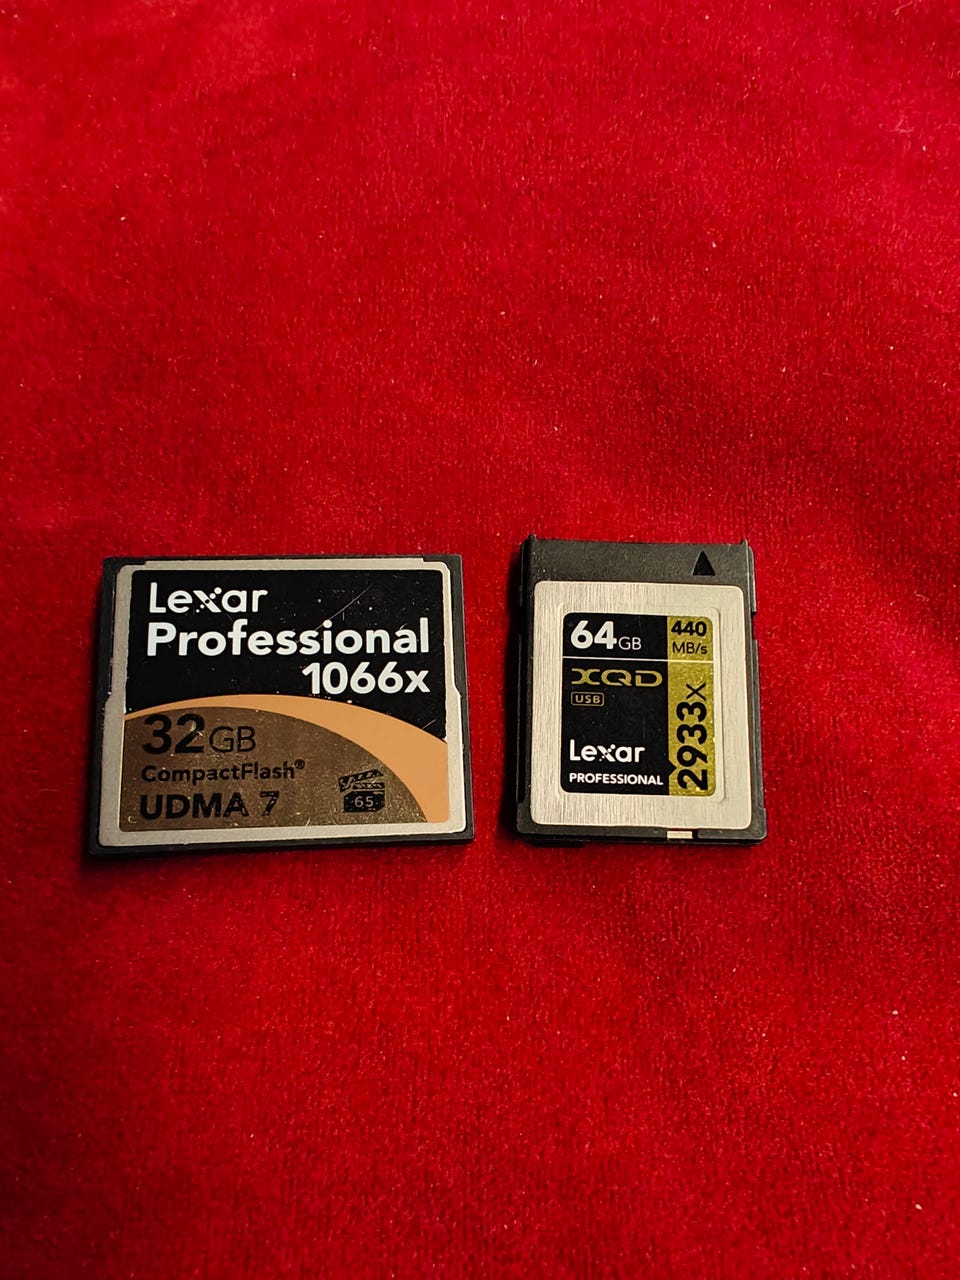 Lexar
Professional
1066x
32GB
CompactFlash®
UDMA 7
65
64GB
440
MB/s
XQD
USB
2933x
Lexar
PROFESSIONAL